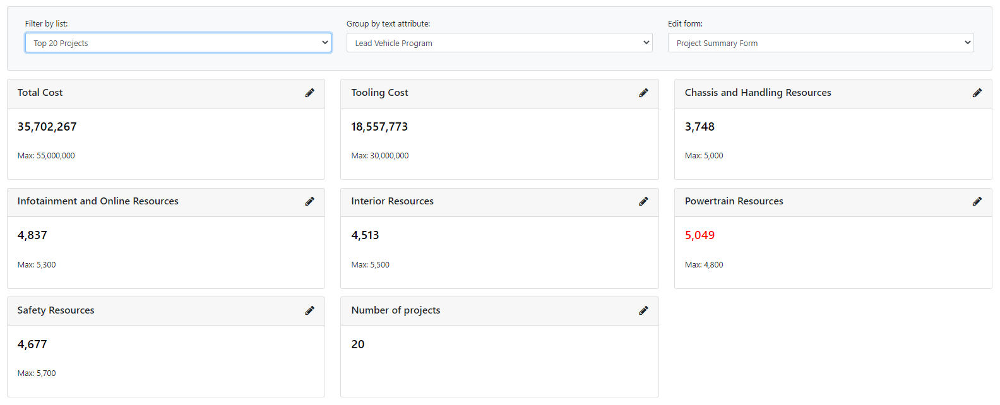 Filter by list:
Group by text attribute:
Edit form:
Top 20 Projects
Lead Vehicle Program
Project Summary Form
Total Cost
35,702,267
Max: 55,000,000
Tooling Cost
18,557,773
Max: 30,000,000
Chassis and Handling Resources
3,748
Max: 5,000
Infotainment and Online Resources
4,837
Max: 5,300
Interior Resources
4,513
Max: 5,500
Powertrain Resources
5,049
Max: 4,800
Safety Resources
4,677
Max: 5,700
Number of projects
20